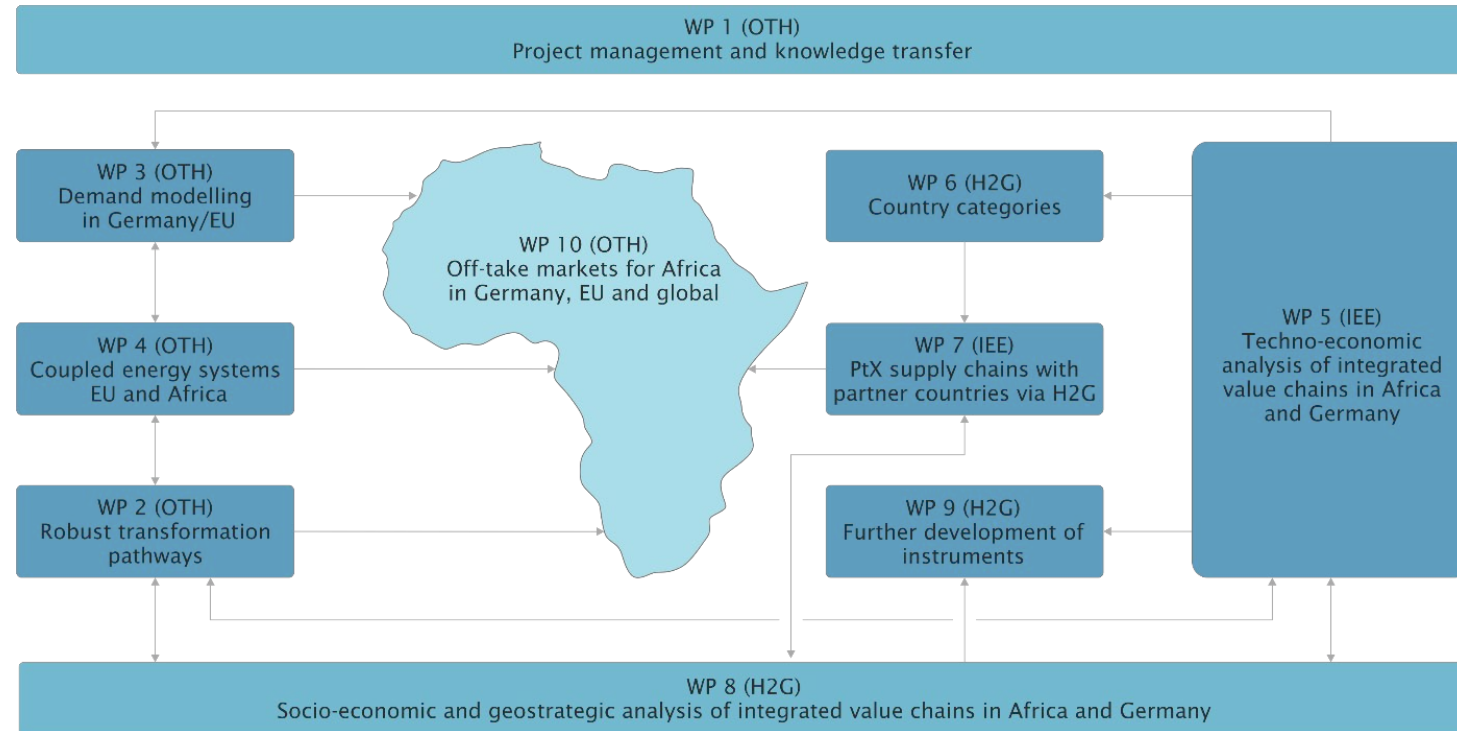 WP 1 (OTH)
Project management and knowledge transfer
WP 3 (OTH)
Demand modelling
in Germany/EU
WP 10 (OTH)
Off-take markets for Africa
in Germany, EU and global
WP 6 (H2G)
Country categories
WP 5 (IEE)
Techno-economic
analysis of integrated
value chains in Africa
and Germany
WP 4 (OTH)
Coupled energy systems
EU and Africa
WP 7 (IEE)
PtX supply chains with
partner countries via H2G
WP 2 (OTH)
Robust transformation
pathways
WP 9 (H2G)
Further development of
instruments
WP 8 (H2G)
Socio-economic and geostrategic analysis of integrated value chains in Africa and Germany